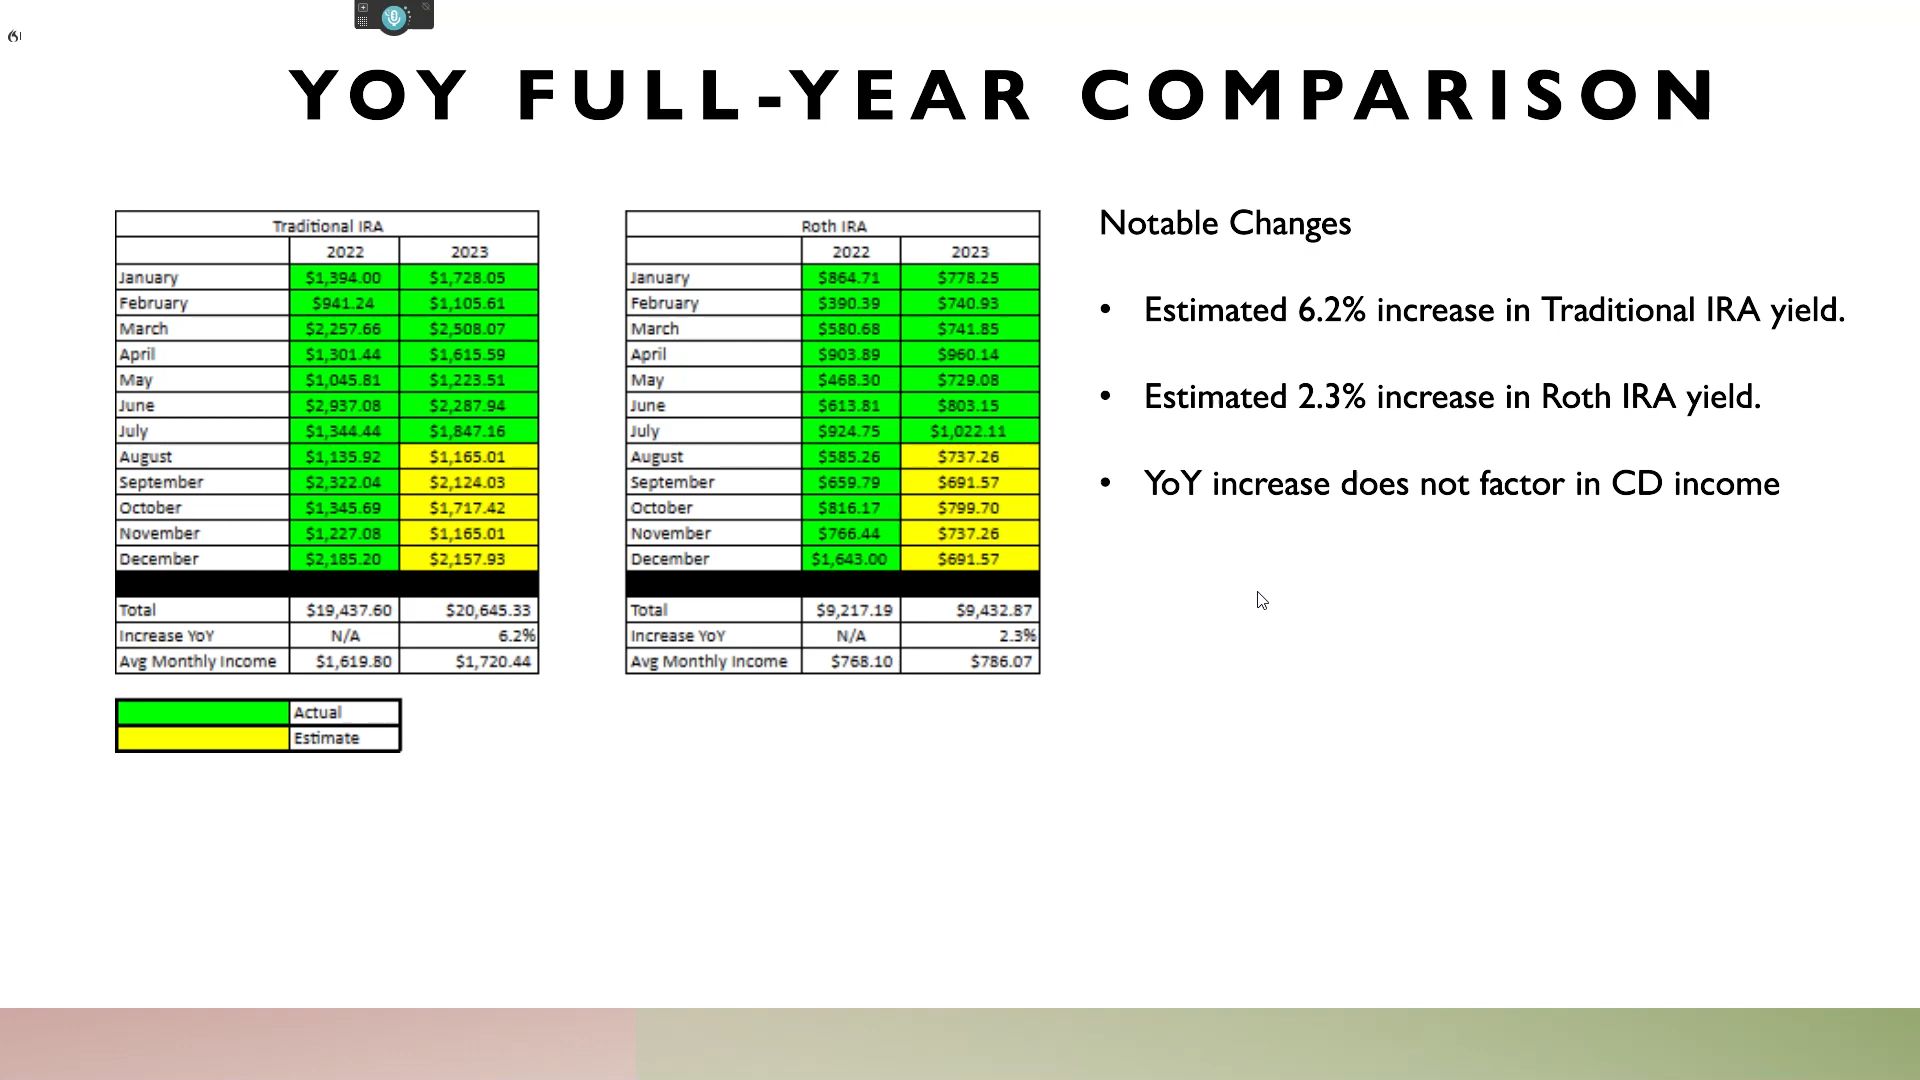 YOY FULL-YEAR COMPARISON
Traditional IRA
2022 2023
January $1,394.00 $1,728.05
February $941.24 $1,105.61
March $2,257.66 $2,508.07
April $1,301.44 $1,615.59
May $1,045.81 $1,223.51
June $2,937.08 $2,287.94
July $1,344.44 $1,847.16
August $1,135.92 $1,165.01
September $2,322.04 $2,124.03
October $1,345.69 $1,717.42
November $1,227.08 $1,165.01
December $2,185.20 $2,157.93
Total $19,437.60 $20,645.33
Increase YoY N/A 6.2%
Avg Monthly Income $1,619.80 $1,720.44
Actual
Estimate
Roth IRA
2022 2023
January $864.71 $778.25
February $390.39 $740.93
March $580.68 $741.85
April $903.89 $960.14
May $468.30 $729.08
June $613.81 $803.15
July $924.75 $1,022.11
August $585.26 $737.26
September $659.79 $691.57
October $816.17 $799.70
November $766.44 $737.26
December $1,643.00 $691.57
Total $9,217.19 $9,432.87
Increase YoY N/A 2.3%
Avg Monthly Income $768.10 $786.07
Notable Changes
• Estimated 6.2% increase in Traditional IRA yield.
• Estimated 2.3% increase in Roth IRA yield.
• YoY increase does not factor in CD income